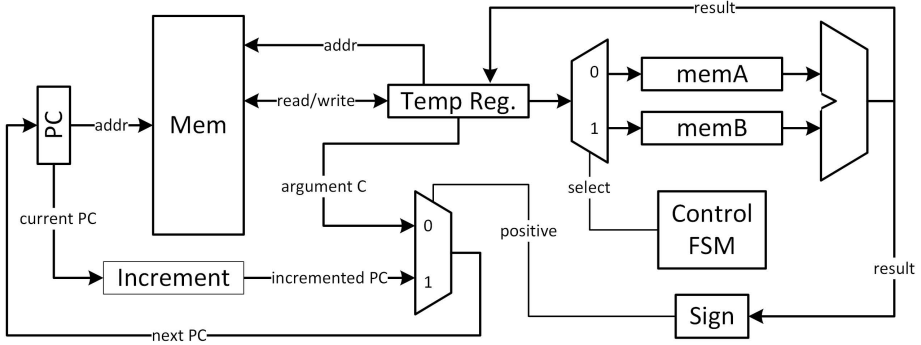 result
addr
0
memA
Temp Reg.
read/write
Mem
PC
addr
1
memB
argument C
select
Control
FSM
current PC
0
positive
Increment
incremented PC
1
result
Sign
next PC